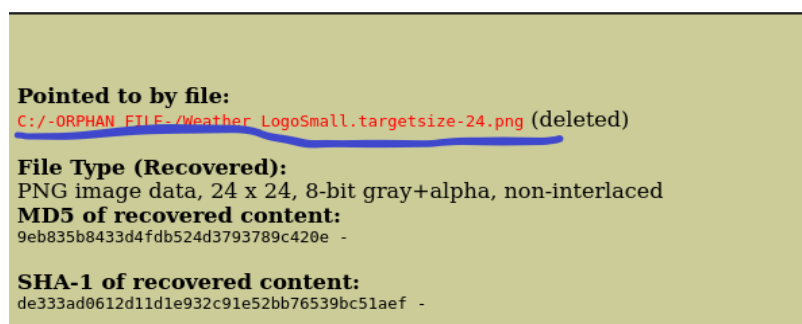 Pointed to by file:
C:/-ORPHAN_FILE-/Weather_LogoSmall.targetsize-24.png (deleted)
File Type (Recovered):
PNG image data, 24 x 24, 8-bit gray+alpha, non-interlaced
MD5 of recovered content:
9eb835b8433d4fdb524d3793789c420e -
SHA-1 of recovered content:
de333ad0612d11d1e932c91e52bb76539bc51aef -